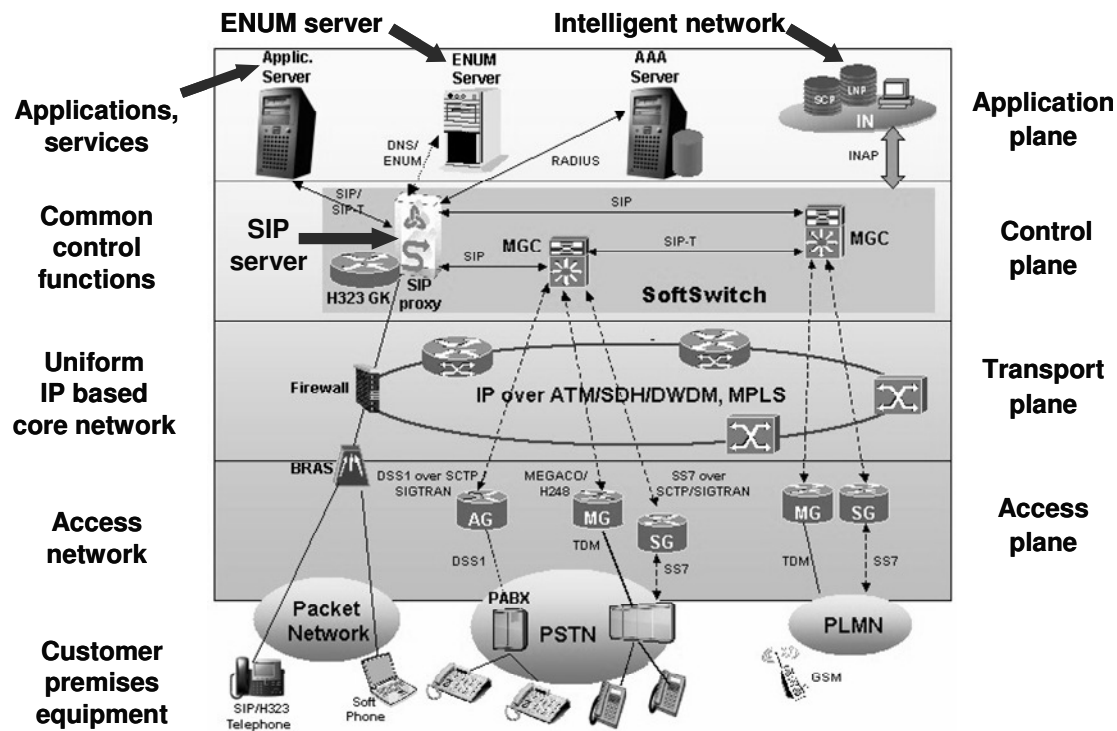 ENUM server
Intelligent network
Applic.
Server
ENUM
Server
AAA
Server
SCP
LNP
IN
Applications,
services
Application
plane
DNS/
ENUM
RADIUS
INAP
Common
control
functions
SIP/
SIP-T
SIP
server
SIP
MGC
SIP-T
MGC
SIP
H323 GK
SIP
proxy
SoftSwitch
Control
plane
Uniform
IP based
core network
Firewall
IP over ATM/SDH/DWDM, MPLS
Transport
plane
BRAS
DSS1 over SCTP/
SIGTRAN
MEGACO/
H248
SS7 over
SCTP/SIGTRAN
Access
network
AG
MG
SG
MG
SG
Access
plane
DSS1
TDM
SS7
TDM
SS7
Packet
Network
PABX
PSTN
PLMN
Customer
premises
equipment
SIP/H323
Telephone
Soft
Phone
GSM